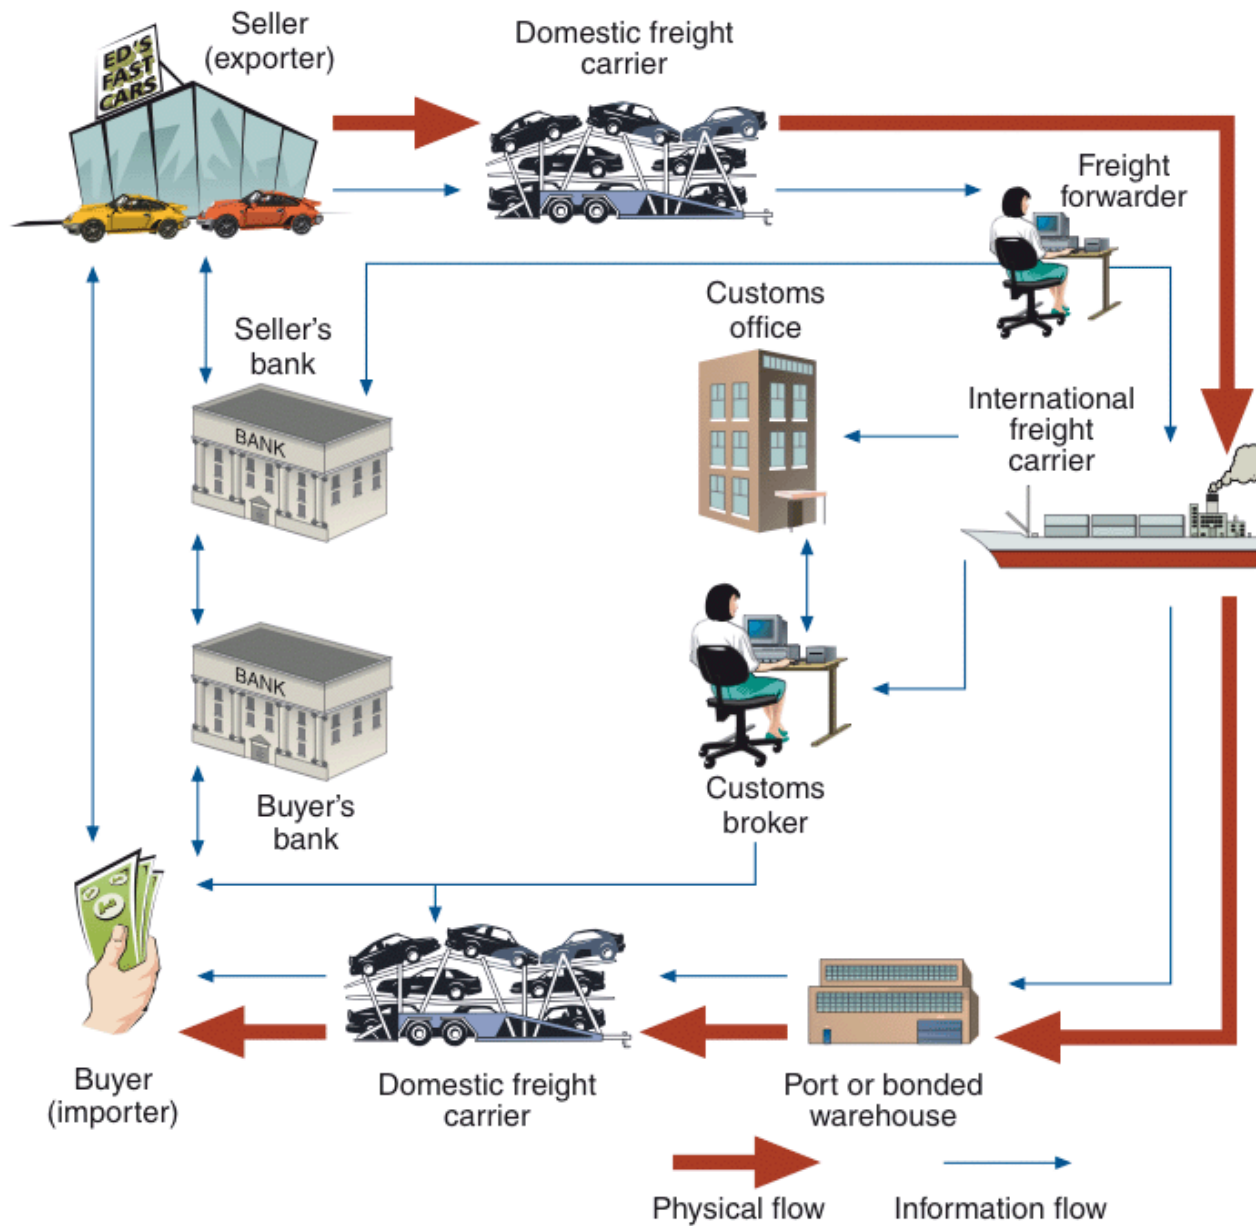 Seller
(exporter)
ED'S
FAST
CARS
Domestic freight
carrier
Freight
forwarder
Customs
office
Seller's
bank
BANK
International
freight
carrier
BANK
Buyer's
bank
Customs
broker
Buyer
(importer)
Domestic freight
carrier
Port or bonded
warehouse
Physical flow
Information flow